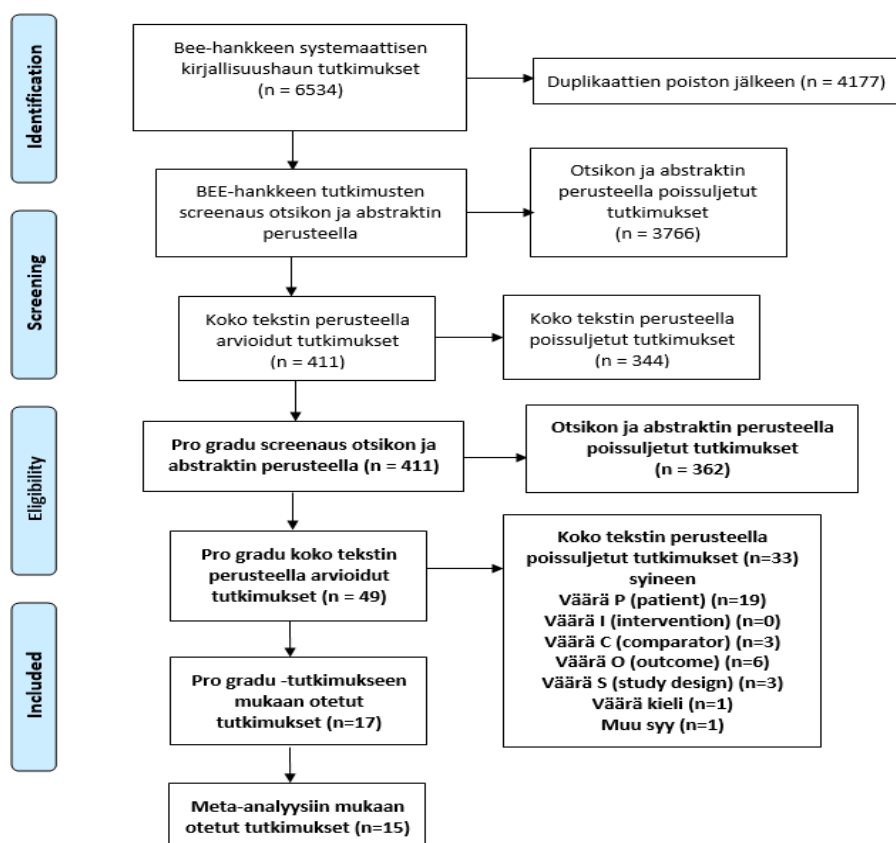 Identification
Bee-hankkeen systemaattisen
kirjallisuushaun tutkimukset
(n = 6534)
Duplikaattien poiston jälkeen (n = 4177)
BEE-hankkeen tutkimusten
screenaus otsikon ja abstraktin
perusteella
Otsikon ja abstraktin
perusteella poissuljetut
tutkimukset
(n = 3766)
Screening
Koko tekstin perusteella
arvioidut tutkimukset
(n = 411)
Koko tekstin perusteella
poissuljetut tutkimukset
(n = 344)
Eligibility
Pro gradu screenaus otsikon ja
abstraktin perusteella (n = 411)
Otsikon ja abstraktin perusteella
poissuljetut tutkimukset
(n = 362)
Pro gradu koko tekstin
perusteella arvioidut
tutkimukset (n = 49)
Koko tekstin perusteella
poissuljetut tutkimukset (n=33)
syineen
Väärä P (patient) (n=19)
Väärä I (intervention) (n=0)
Väärä C (comparator) (n=3)
Väärä O (outcome) (n=6)
Väärä S (study design) (n=3)
Väärä kieli (n=1)
Muu syy (n=1)
Included
Pro gradu -tutkimukseen
mukaan otetut
tutkimukset (n=17)
Meta-analyysiin mukaan
otetut tutkimukset (n=15)